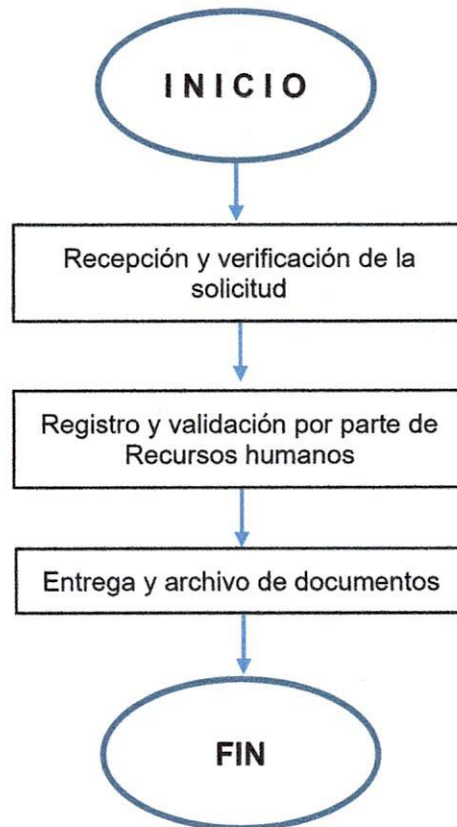 INICIO
Recepción y verificación de la
solicitud
Registro y validación por parte de
Recursos humanos
Entrega y archivo de documentos
FIN